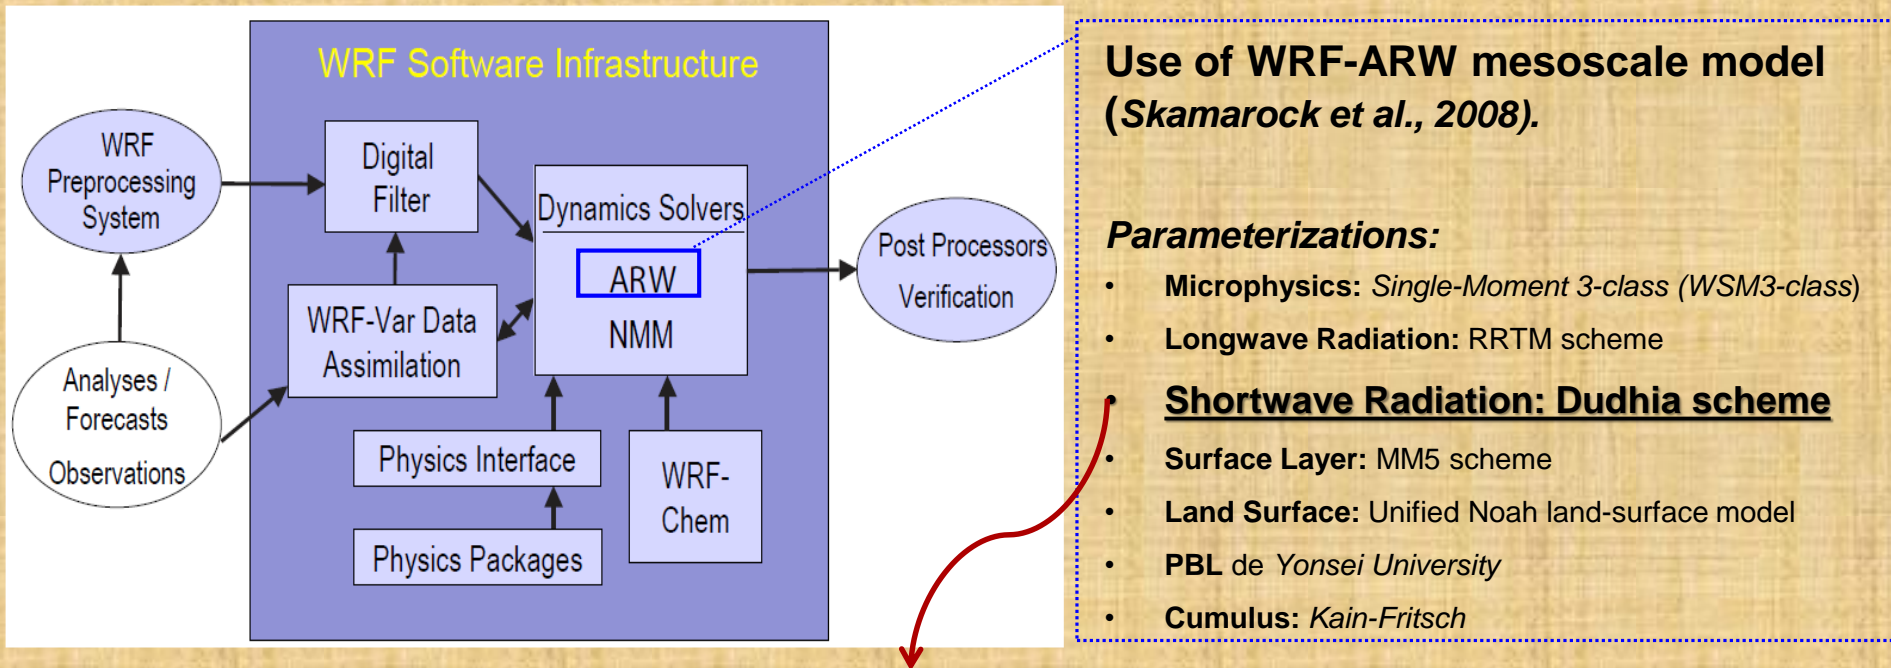 WRF Software Infrastructure
WRF
Preprocessing
System
Digital
Filter
Dynamics Solvers
ARW
NMM
Post Processors
Verification
WRF-Var Data
Assimilation
Analyses /
Forecasts
Observations
Physics Interface
WRF-
Chem
Physics Packages
Use of WRF-ARW mesoscale model
(Skamarock et al., 2008).
Parameterizations:
• Microphysics: Single-Moment 3-class (WSM3-class)
• Longwave Radiation: RRTM scheme
• Shortwave Radiation: Dudhia scheme
• Surface Layer: MM5 scheme
• Land Surface: Unified Noah land-surface model
• PBL de Yonsei University
• Cumulus: Kain-Fritsch